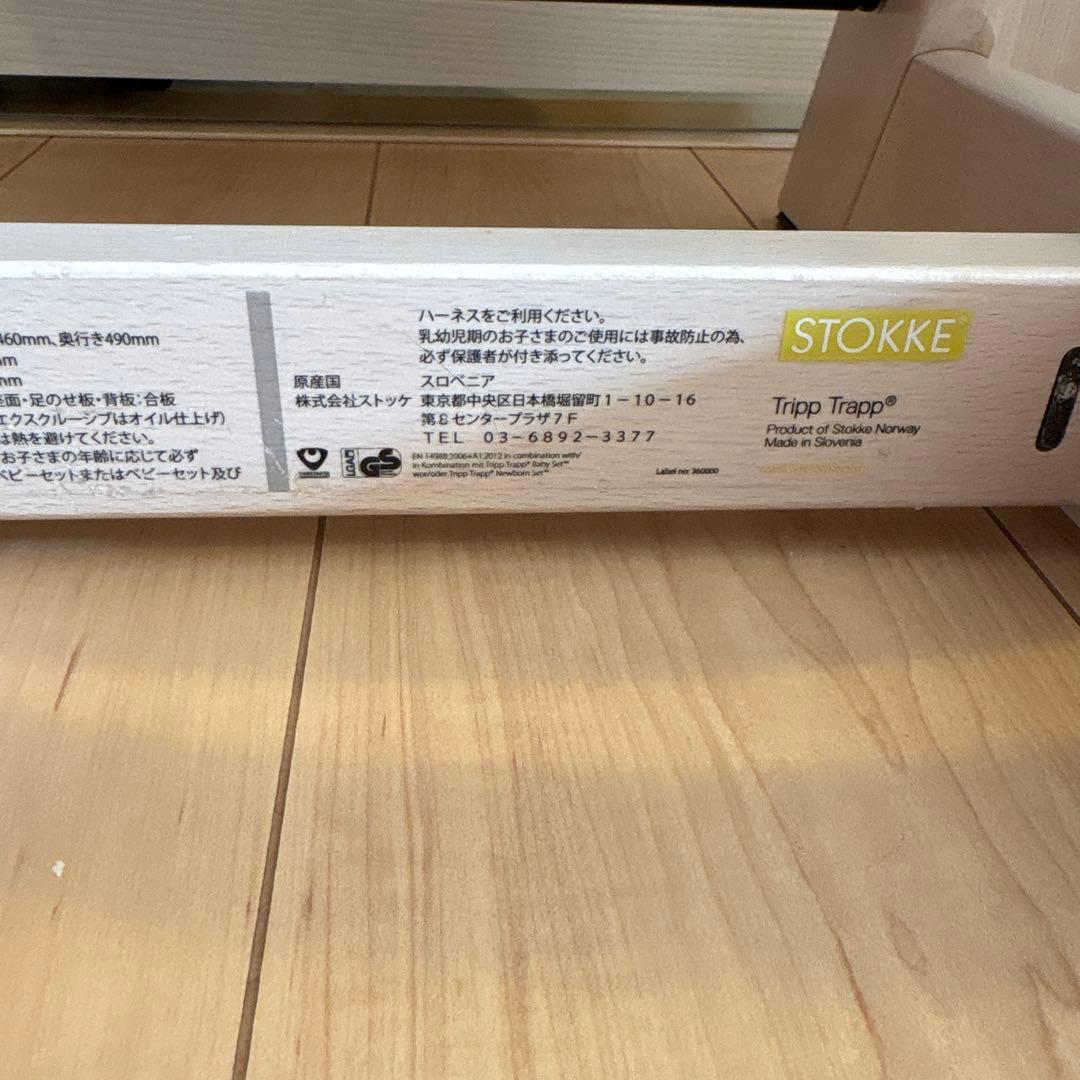 460mm、奥行き490mm
mm
mm
座面・足のせ板・背板:合板
エクスクルーシブはオイル仕上げ)
は熱を避けてください。
お子さまの年齢に応じて必ず
ベビーセットまたはベビーセット及び
ハーネスをご利用ください。
乳幼児期のお子さまのご使用には事故防止の為、
必ず保護者が付き添ってください。
原産国 スロベニア
株式会社ストッケ 東京都中央区日本橋堀留町1-10-16
第8センタープラザ7F
TEL 03-6892-3377
LGA
GS
EN 14988:2006+A1:2012 in combination with/
in Kombination mit Tripp Trapp® Baby Set™
wor/oder Tripp Trapp® Newborn Set™
Label no: 360000
STOKKE®
Tripp Trapp®
Product of Stokke Norway
Made in Slovenia